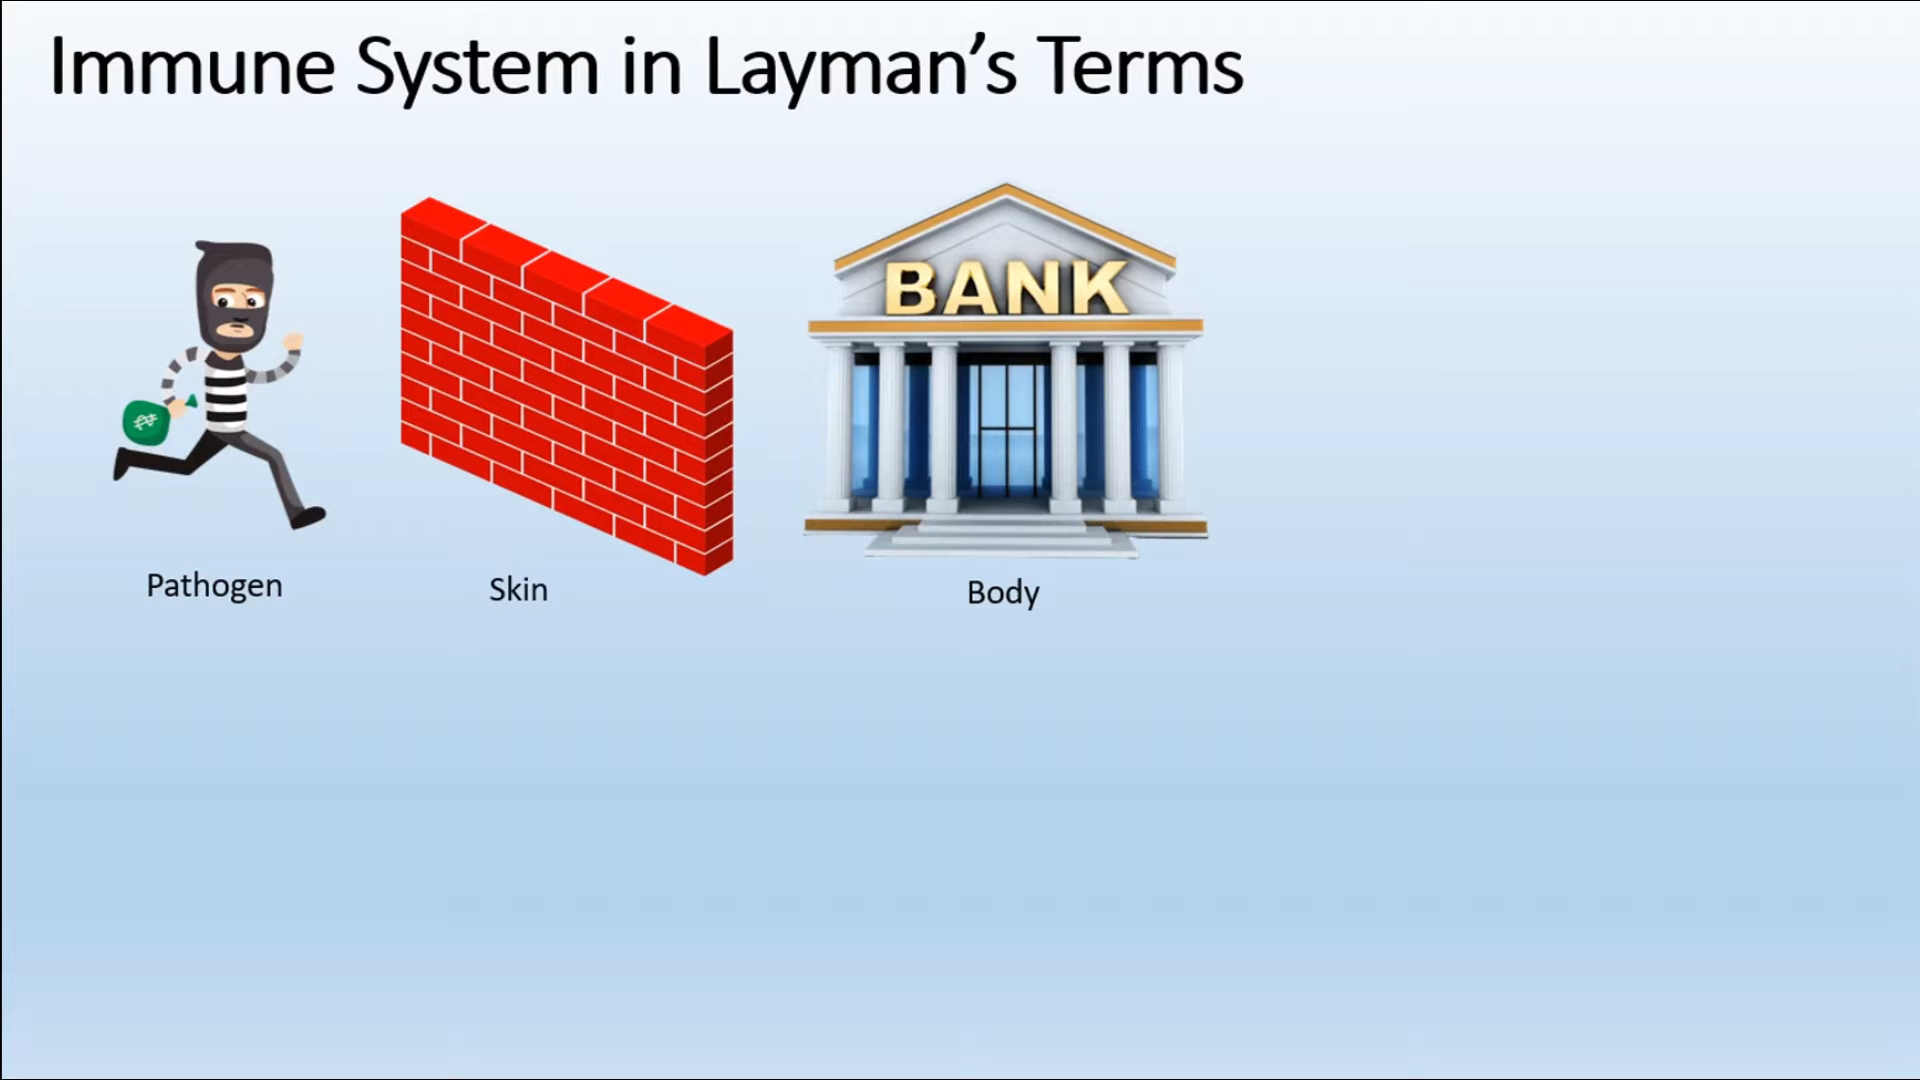 Immune System in Layman’s Terms
BANK
Pathogen
Skin
Body